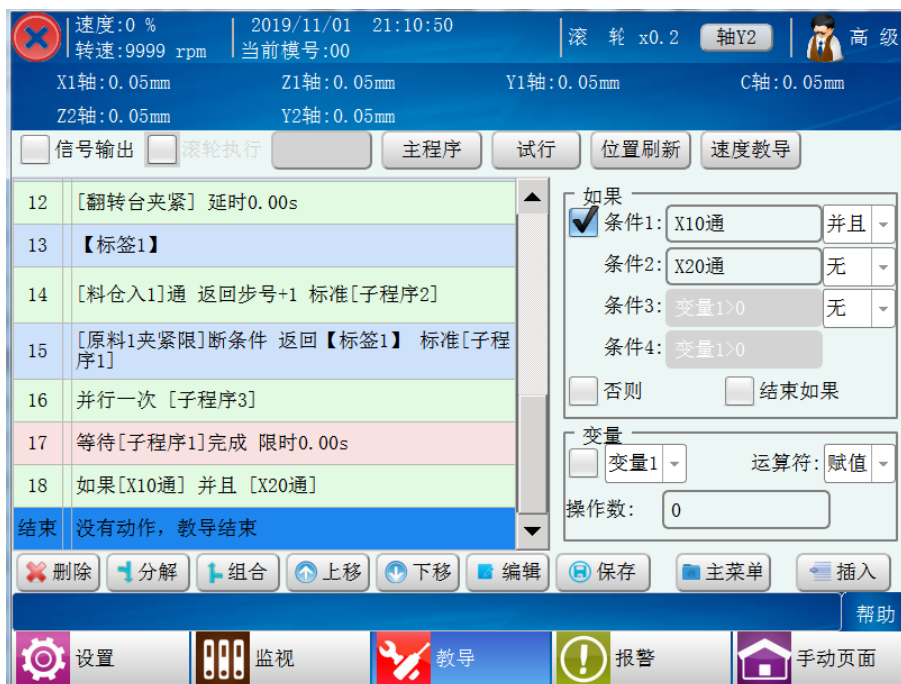 速度:0 %
转速:9999 rpm
2019/11/01 21:10:50
当前模号:00
滚 轮 x0.2
轴Y2
高 级
X1轴:0.05mm Z1轴:0.05mm Y1轴:0.05mm C轴:0.05mm
Z2轴:0.05mm Y2轴:0.05mm
信号输出 滚轮执行 主程序 试行 位置刷新 速度教导
12 [翻转台夹紧] 延时0.00s
13 【标签1】
14 [料仓入1]通 返回步号+1 标准[子程序2]
15 [原料1夹紧限]断条件 返回【标签1】 标准[子程
序1]
16 并行一次 [子程序3]
17 等待[子程序1]完成 限时0.00s
18 如果[X10通] 并且 [X20通]
结束 没有动作，教导结束
如果
条件1: X10通 并且
条件2: X20通 无
条件3: 变量1>0 无
条件4: 变量1>0
否则 结束如果
变量
变量1 运算符: 赋值
操作数: 0
删除 分解 组合 上移 下移 编辑 保存 主菜单 插入
帮助
设置 监视 教导 报警 手动页面